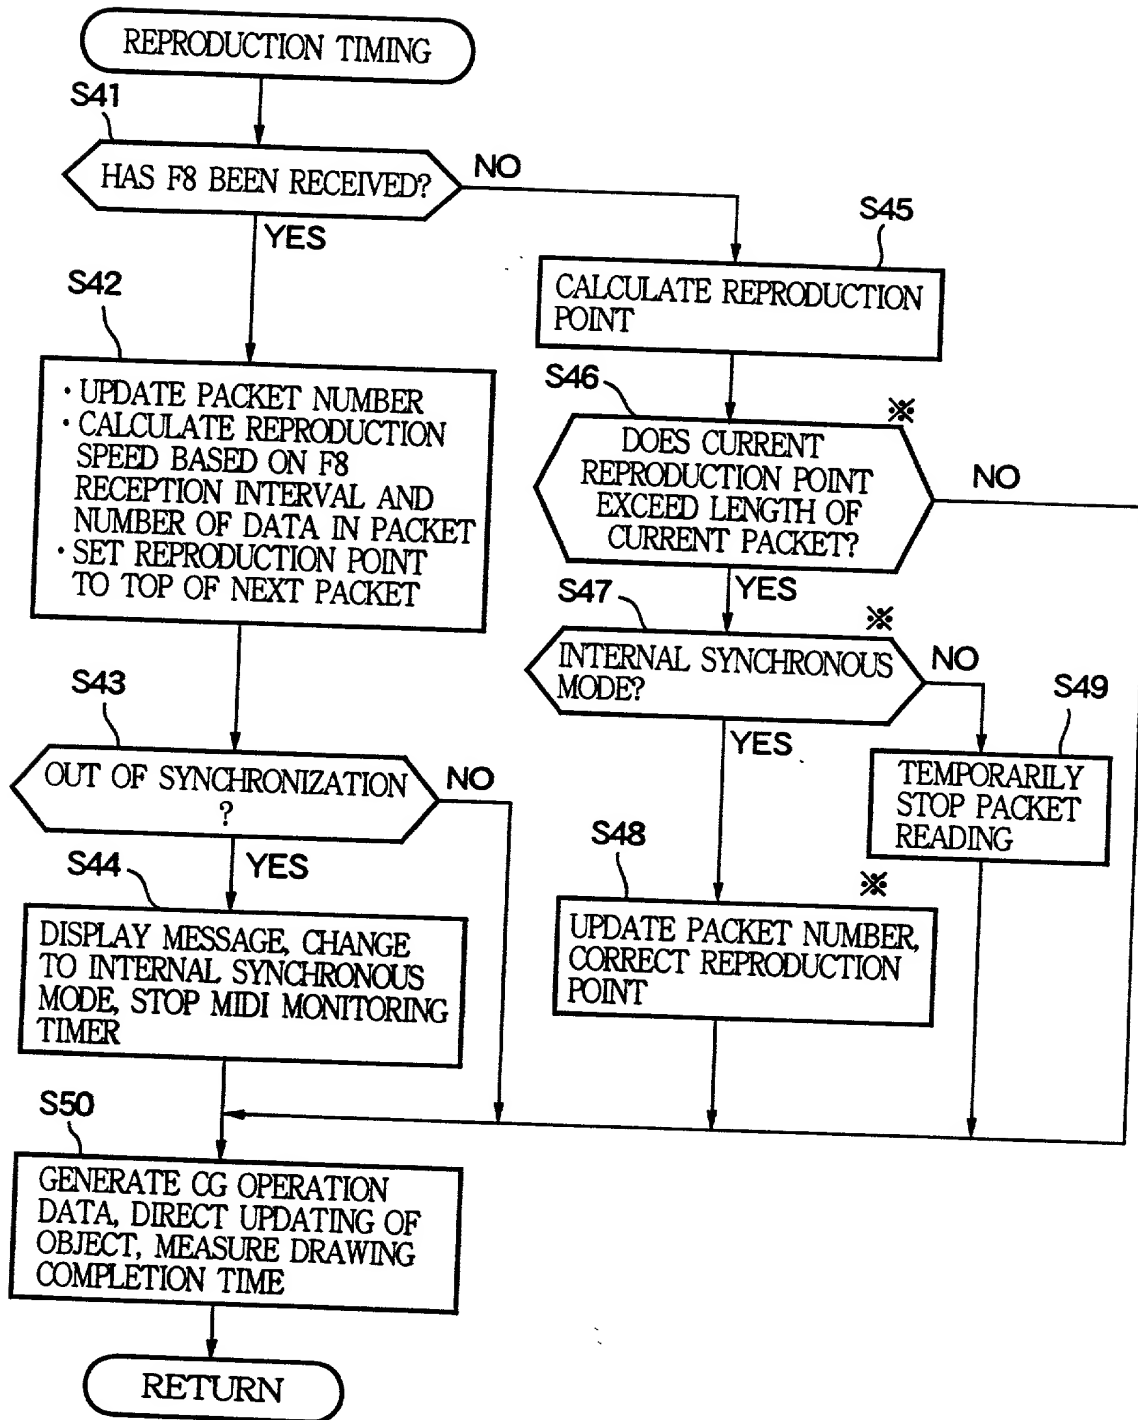 REPRODUCTION TIMING
S41
HAS F8 BEEN RECEIVED?
NO
YES
S42
· UPDATE PACKET NUMBER
· CALCULATE REPRODUCTION
SPEED BASED ON F8
RECEPTION INTERVAL AND
NUMBER OF DATA IN PACKET
· SET REPRODUCTION POINT
TO TOP OF NEXT PACKET
S43
OUT OF SYNCHRONIZATION
?
NO
YES
S44
DISPLAY MESSAGE, CHANGE
TO INTERNAL SYNCHRONOUS
MODE, STOP MIDI MONITORING
TIMER
S45
CALCULATE REPRODUCTION
POINT
S46
※
DOES CURRENT
REPRODUCTION POINT
EXCEED LENGTH OF
CURRENT PACKET?
NO
YES
S47
※
INTERNAL SYNCHRONOUS
MODE?
NO
YES
S49
TEMPORARILY
STOP PACKET
READING
S48
※
UPDATE PACKET NUMBER,
CORRECT REPRODUCTION
POINT
S50
GENERATE CG OPERATION
DATA, DIRECT UPDATING OF
OBJECT, MEASURE DRAWING
COMPLETION TIME
RETURN